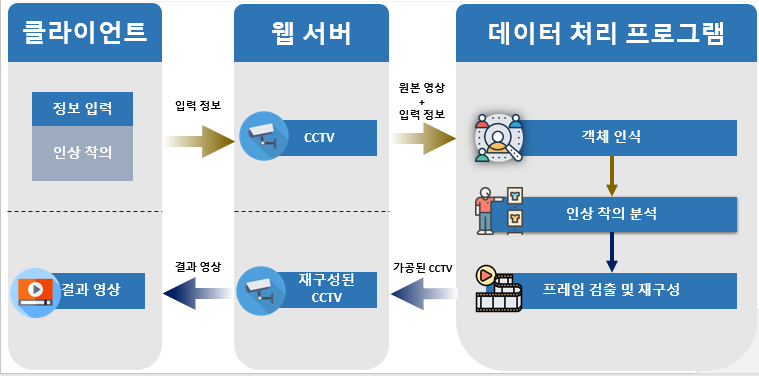 클라이언트
웹 서버
데이터 처리 프로그램
정보 입력
인상 착의
입력 정보
CCTV
원본 영상
+
입력 정보
객체 인식
인상 착의 분석
결과 영상
결과 영상
재구성된
CCTV
가공된 CCTV
프레임 검출 및 재구성